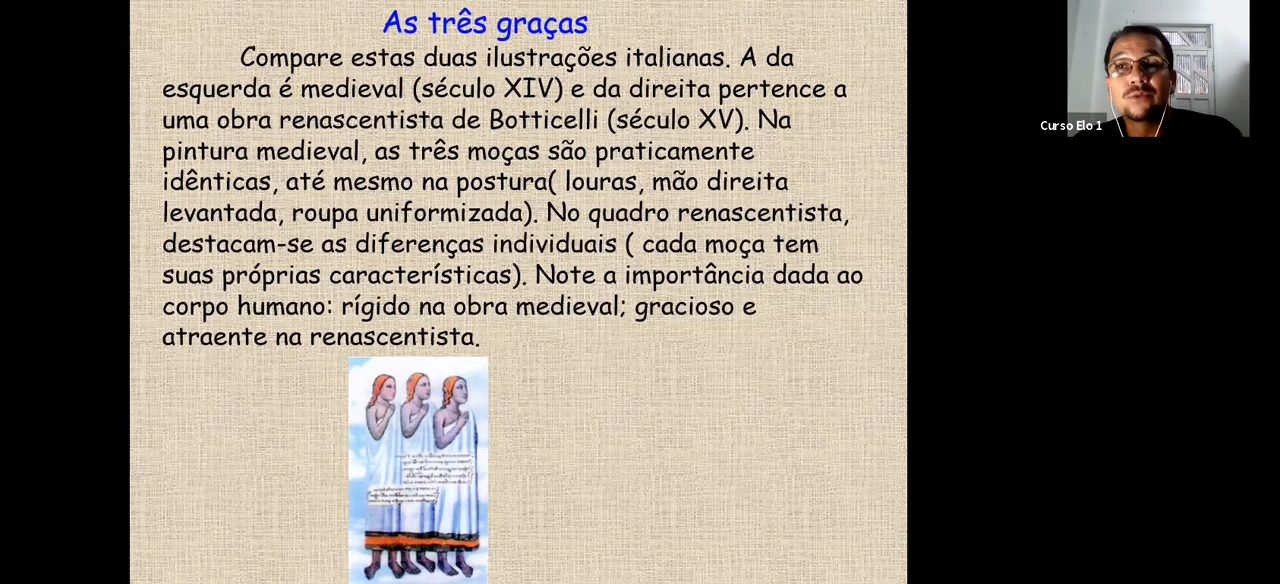 As três graças
Compare estas duas ilustrações italianas. A da
esquerda é medieval (século XIV) e da direita pertence a
uma obra renascentista de Botticelli (século XV). Na
pintura medieval, as três moças são praticamente
idênticas, até mesmo na postura( louras, mão direita
levantada, roupa uniformizada). No quadro renascentista,
destacam-se as diferenças individuais ( cada moça tem
suas próprias características). Note a importância dada ao
corpo humano: rígido na obra medieval; gracioso e
atraente na renascentista.
Curso Elo 1